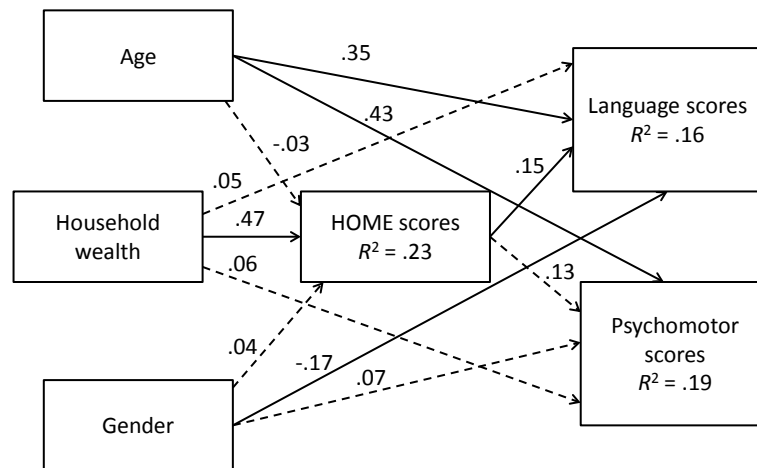 Age
.35
Language scores
R² = .16
.43
-.03
.15
.05
Household
wealth
.47
HOME scores
R² = .23
.06
.13
Psychomotor
scores
R² = .19
.04
-.17
.07
Gender